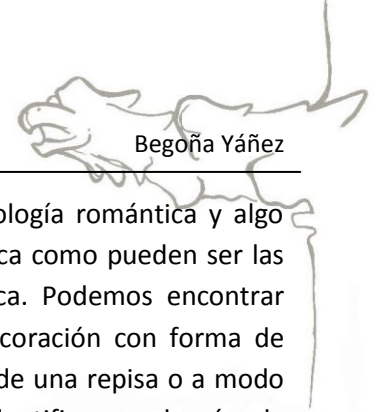 Begoña Yáñez
ología romántica y algo
ca como pueden ser las
ca. Podemos encontrar
coración con forma de
de una repisa o a modo